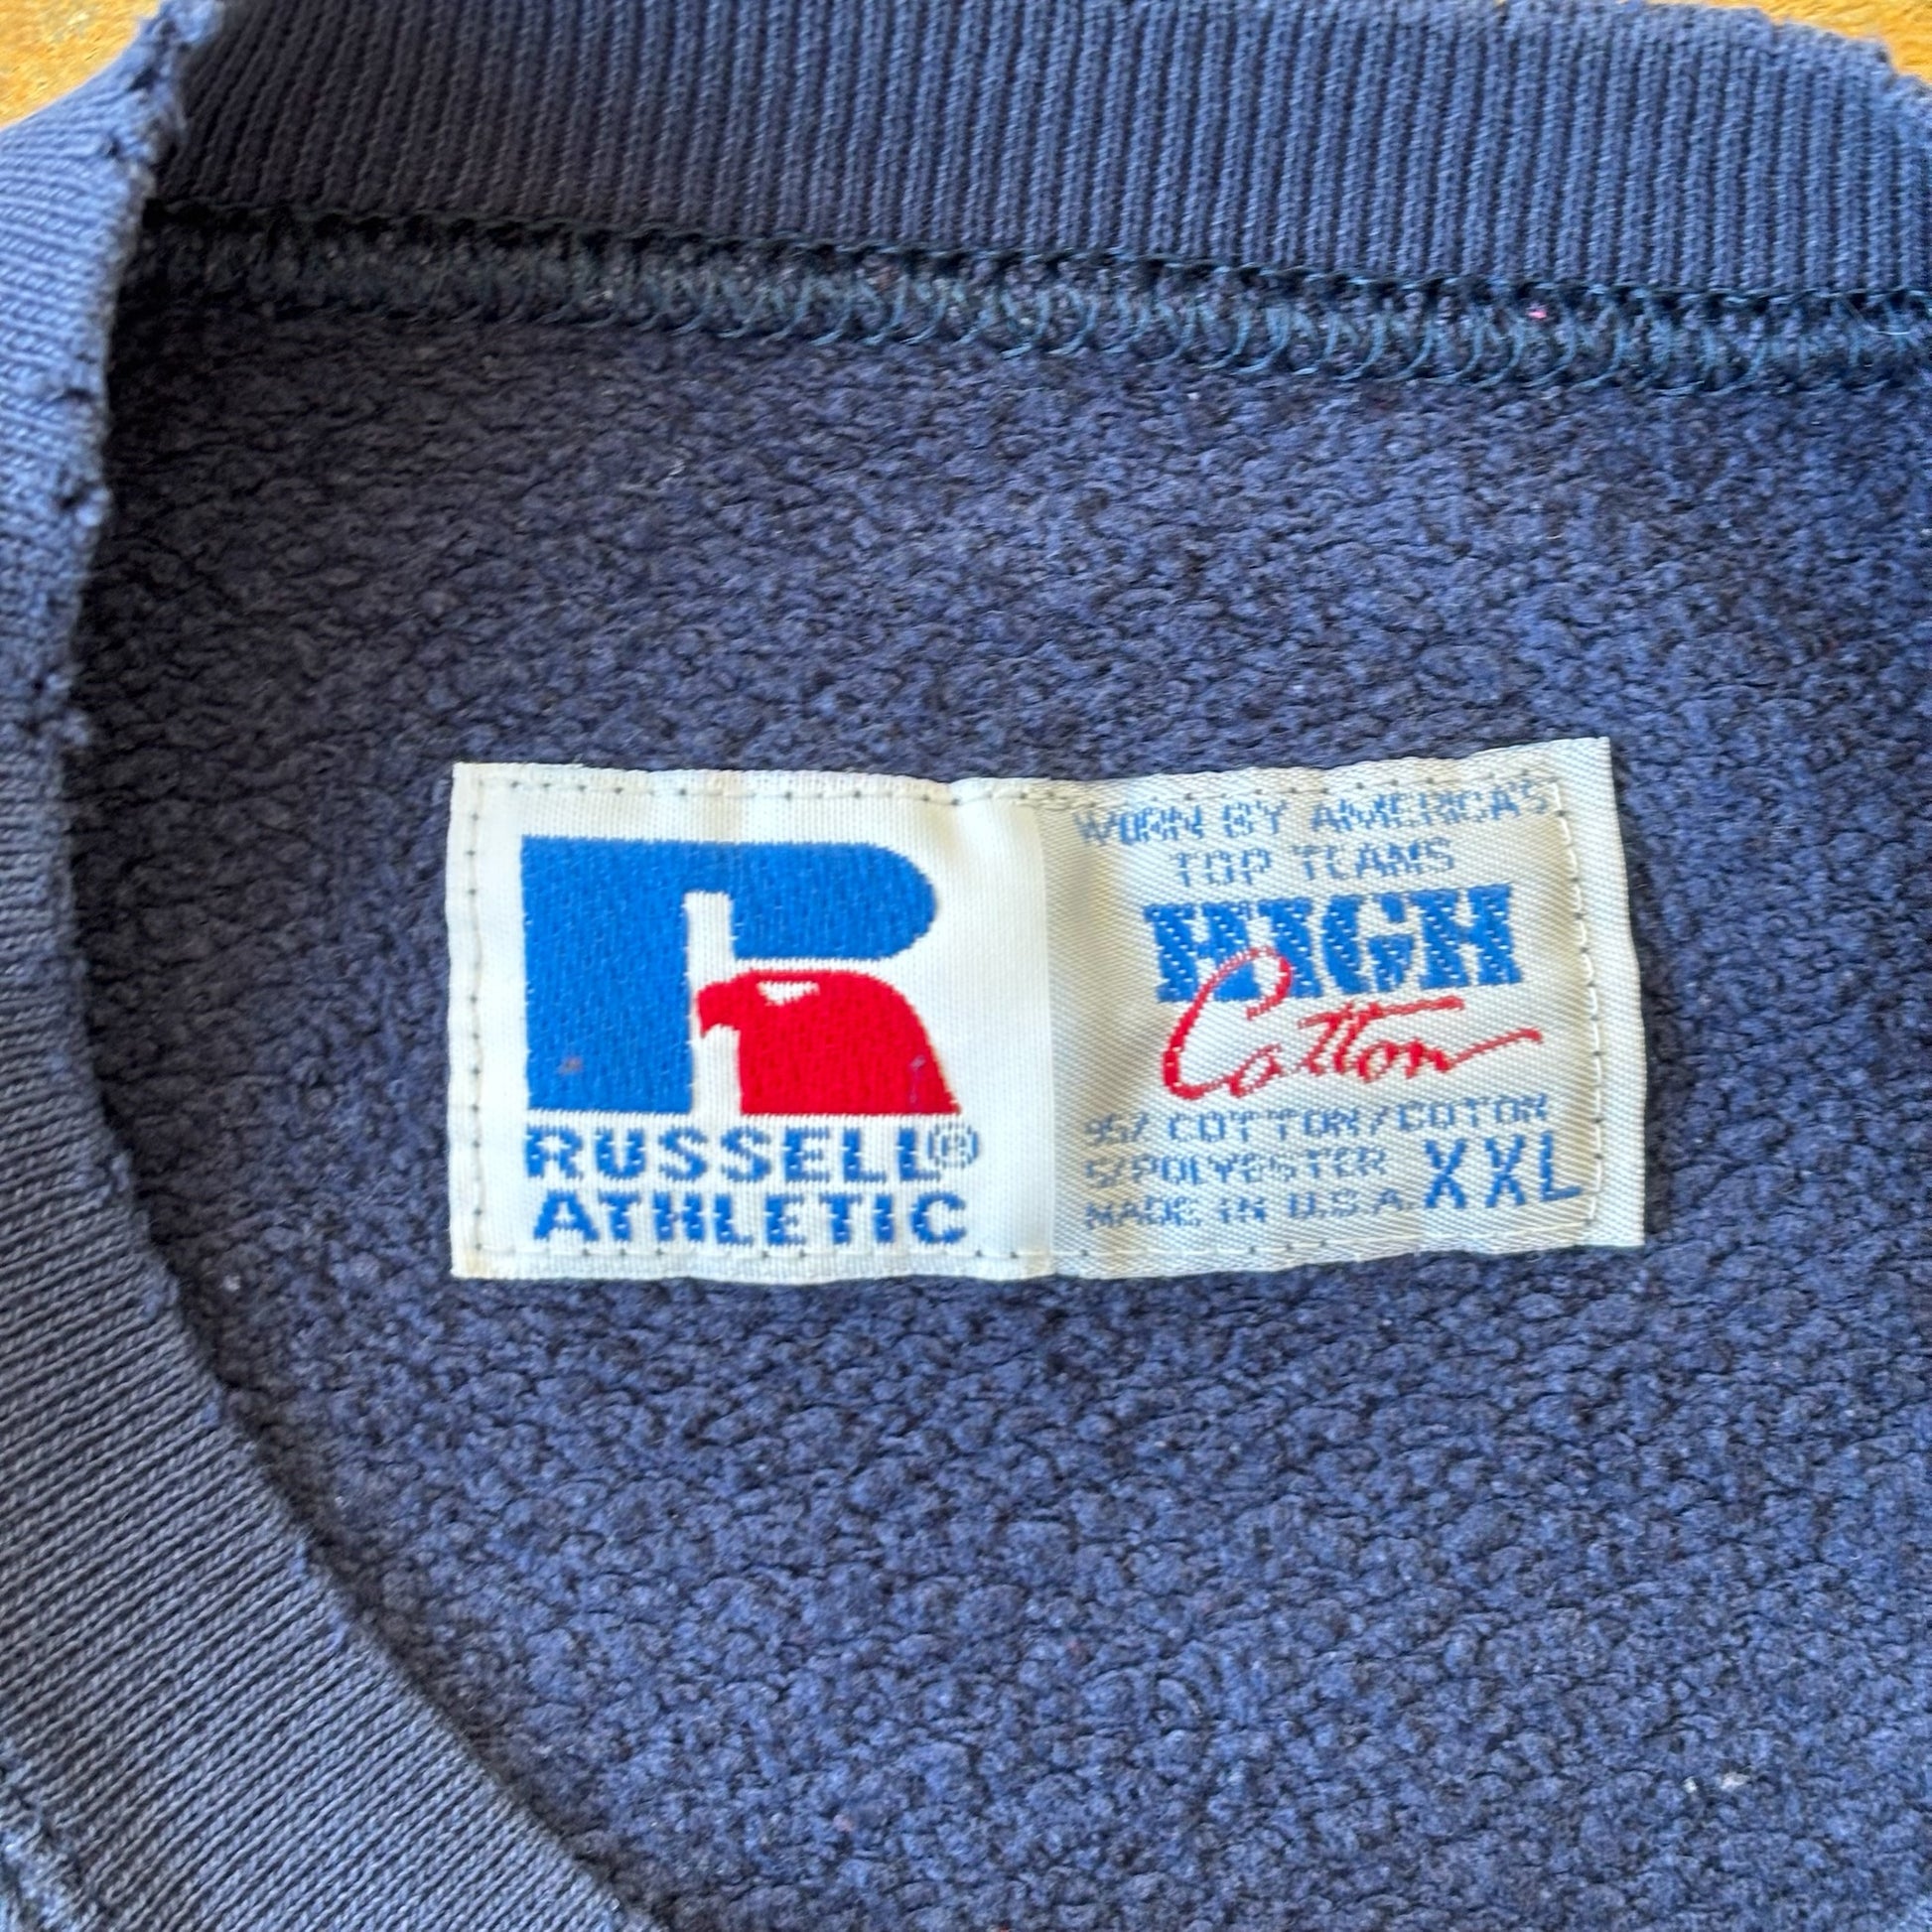 RUSSELL®
ATHLETIC
WORN BY AMERICA'S
TOP TEAMS
HIGH
Cotton
95% COTTON/COTON
5% POLYESTER
MADE IN U.S.A.
XXL